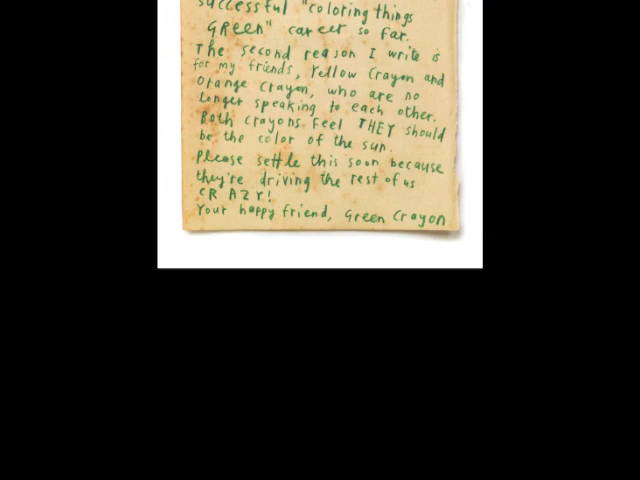 successful "coloring things
GReen" career so far.
The second reason I write is
for my friends, Yellow Crayon and
Orange Crayon, who are no
longer speaking to each other.
Both crayons feel THEY should
be the color of the sun.
Please settle this soon because
they're driving the rest of us
CRAZY!
Your happy friend, Green Crayon